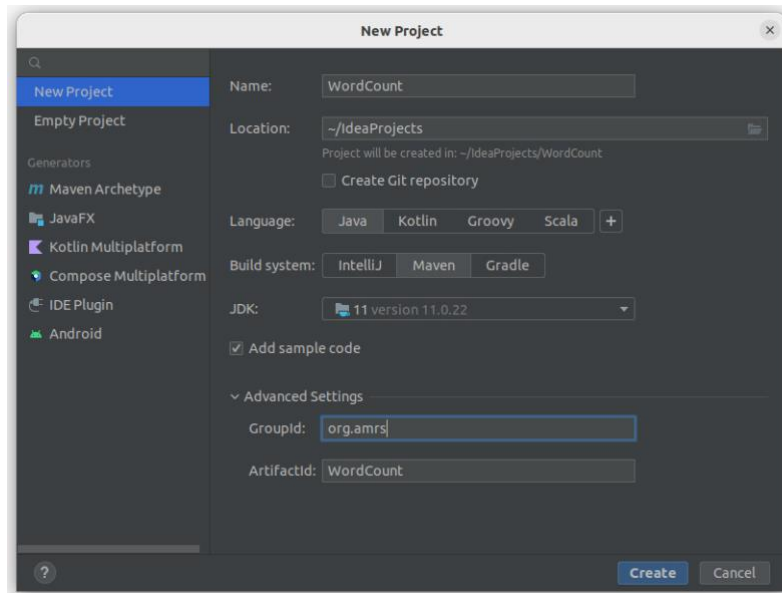 New Project
New Project
Empty Project
Generators
Maven Archetype
JavaFX
Kotlin Multiplatform
Compose Multiplatform
IDE Plugin
Android
Name: WordCount
Location: ~/IdeaProjects
Project will be created in: ~/IdeaProjects/WordCount
Create Git repository
Language: Java Kotlin Groovy Scala +
Build system: IntelliJ Maven Gradle
JDK: 11 version 11.0.22
Add sample code
Advanced Settings
GroupId: org.amrs
ArtifactId: WordCount
? Create Cancel